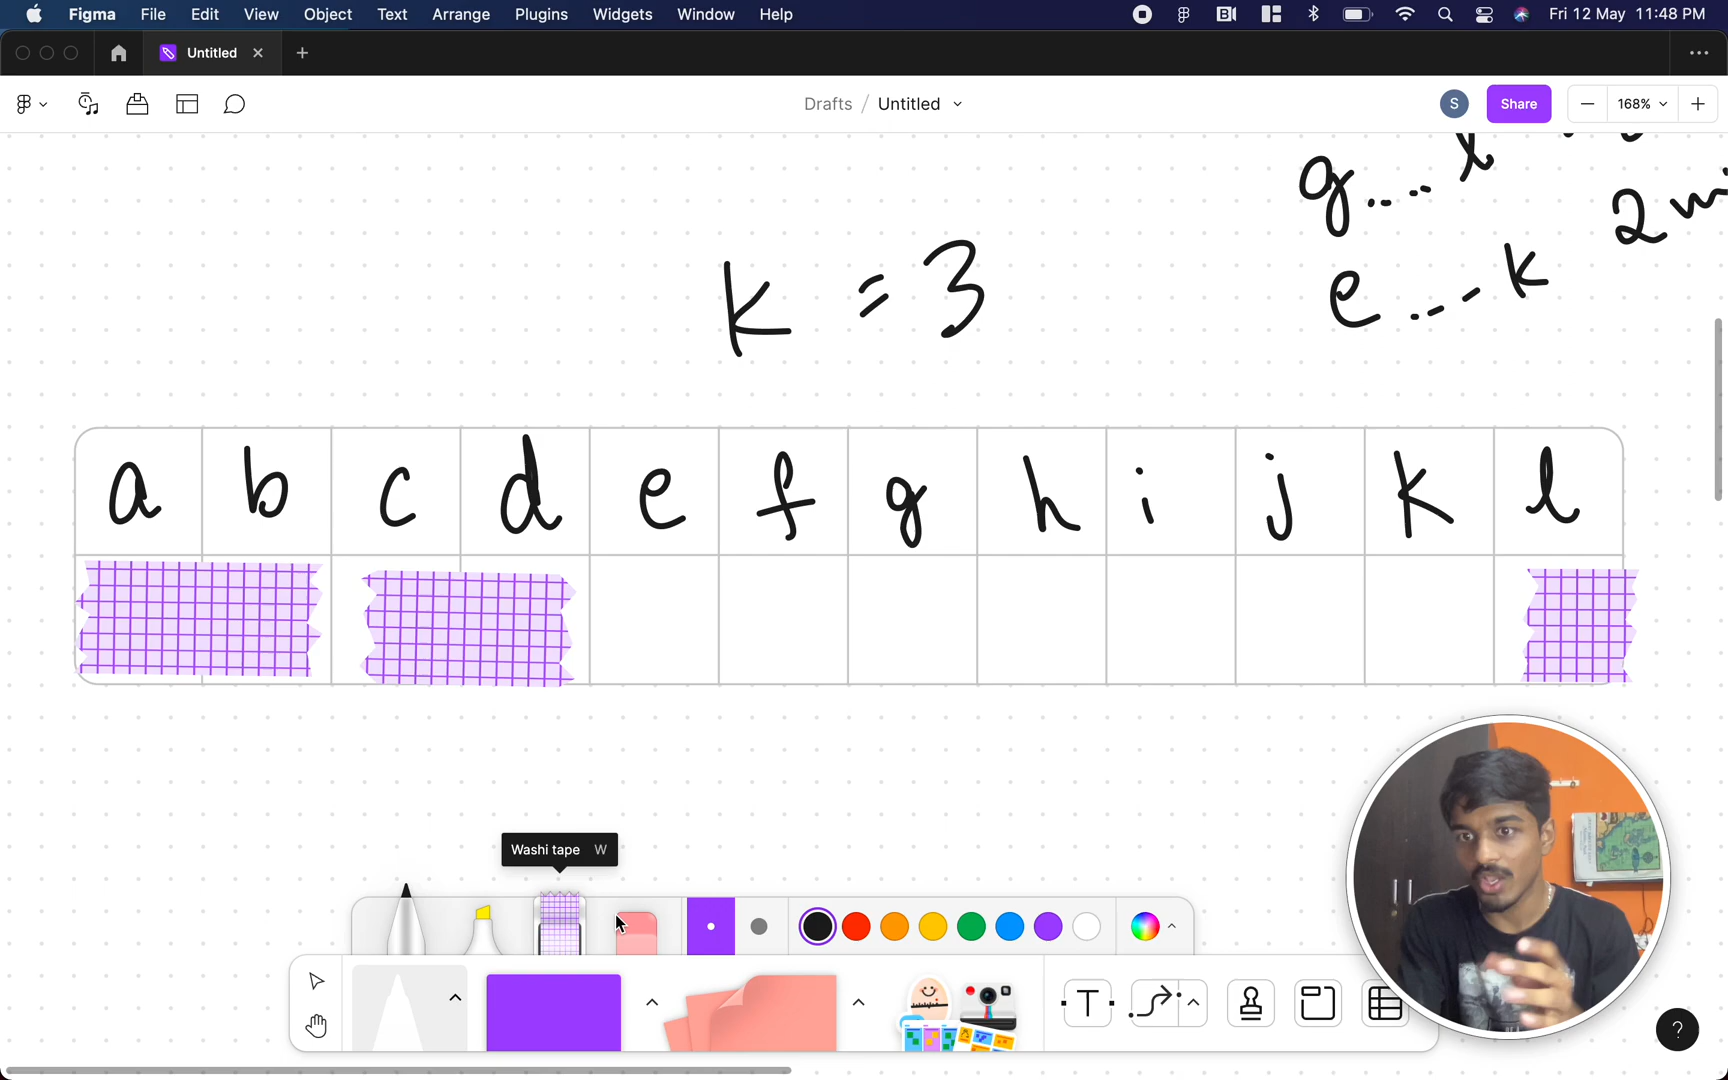 Figma File Edit View Object Text Arrange Plugins Widgets Window Help Fri 12 May 11:48 PM
Untitled
Drafts / Untitled
S
Share
168%
g.... l
2
e ... k
k = 3
a b c d e f g h i j k l
Washi tape W
T
?